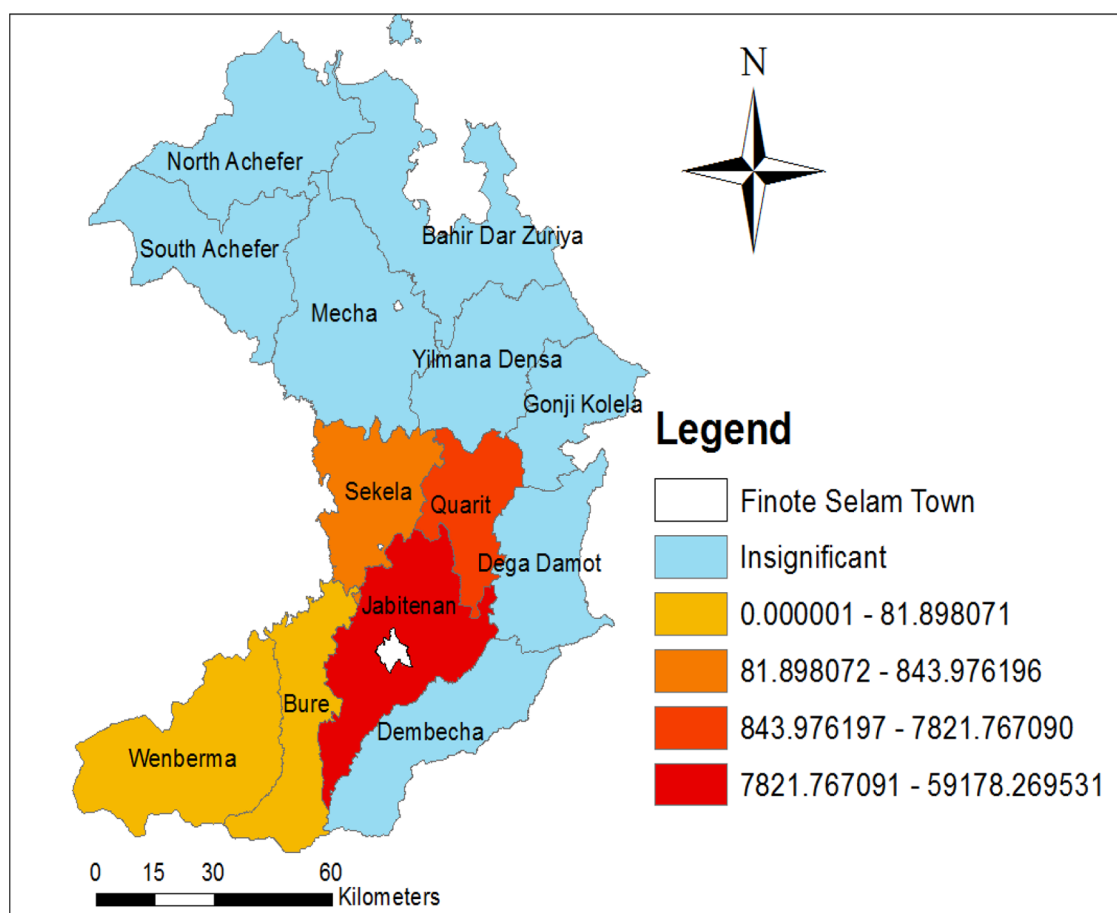 N
North Achefer
South Achefer
Bahir Dar Zuriya
Mecha
Yilmana Densa
Gonji Kolela
Sekela
Quarit
Dega Damot
Jabitenan
Bure
Dembecha
Wenberma
Legend
Finote Selam Town
Insignificant
0.000001 - 81.898071
81.898072 - 843.976196
843.976197 - 7821.767090
7821.767091 - 59178.269531
0 15 30 60
Kilometers